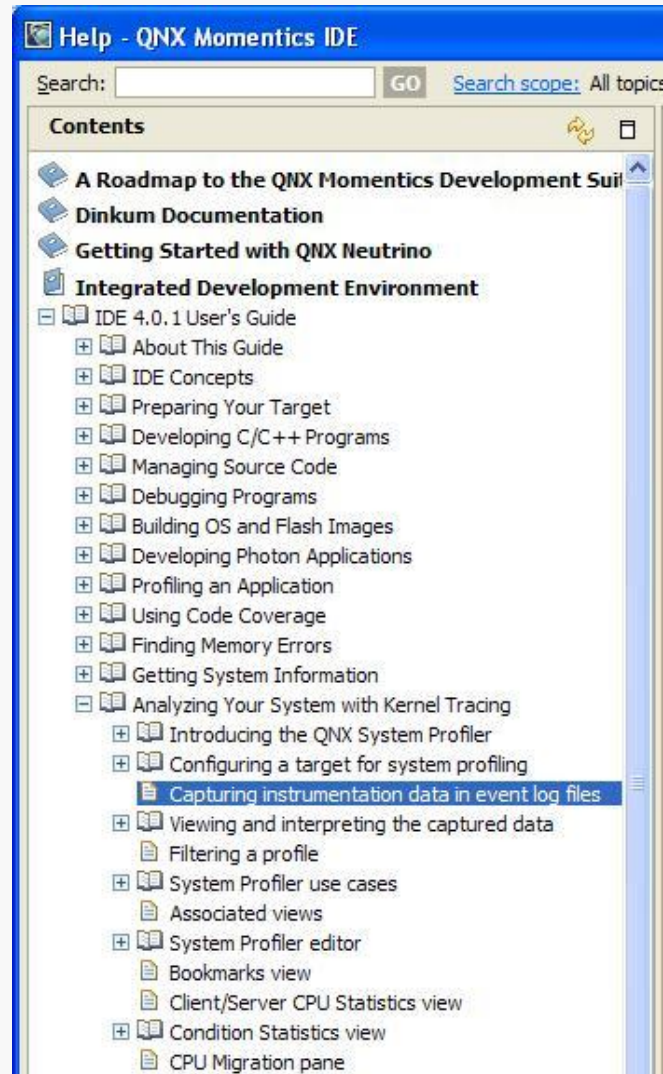 Help - QNX Momentics IDE
Search: GO Search scope: All topics
Contents
A Roadmap to the QNX Momentics Development Suit
Dinkum Documentation
Getting Started with QNX Neutrino
Integrated Development Environment
IDE 4.0.1 User's Guide
About This Guide
IDE Concepts
Preparing Your Target
Developing C/C++ Programs
Managing Source Code
Debugging Programs
Building OS and Flash Images
Developing Photon Applications
Profiling an Application
Using Code Coverage
Finding Memory Errors
Getting System Information
Analyzing Your System with Kernel Tracing
Introducing the QNX System Profiler
Configuring a target for system profiling
Capturing instrumentation data in event log files
Viewing and interpreting the captured data
Filtering a profile
System Profiler use cases
Associated views
System Profiler editor
Bookmarks view
Client/Server CPU Statistics view
Condition Statistics view
CPU Migration pane